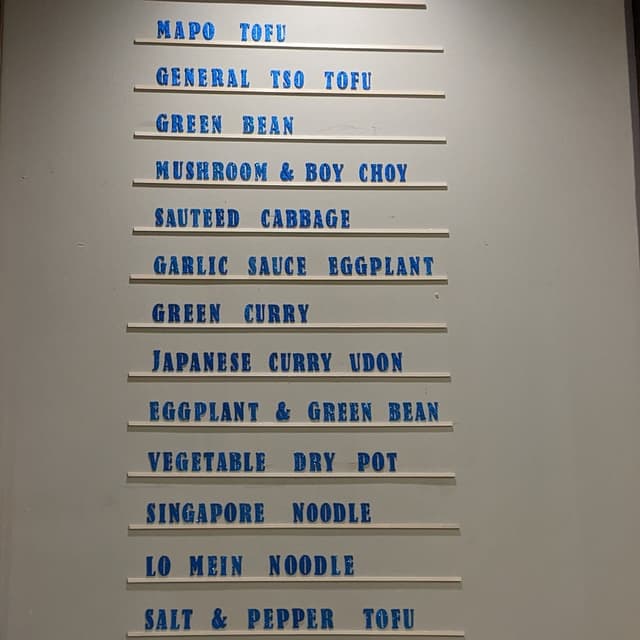 MAPO TOFU
GENERAL TSO TOFU
GREEN BEAN
MUSHROOM & BOY CHOY
SAUTEED CABBAGE
GARLIC SAUCE EGGPLANT
GREEN CURRY
JAPANESE CURRY UDON
EGGPLANT & GREEN BEAN
VEGETABLE DRY POT
SINGAPORE NOODLE
LO MEIN NOODLE
SALT & PEPPER TOFU